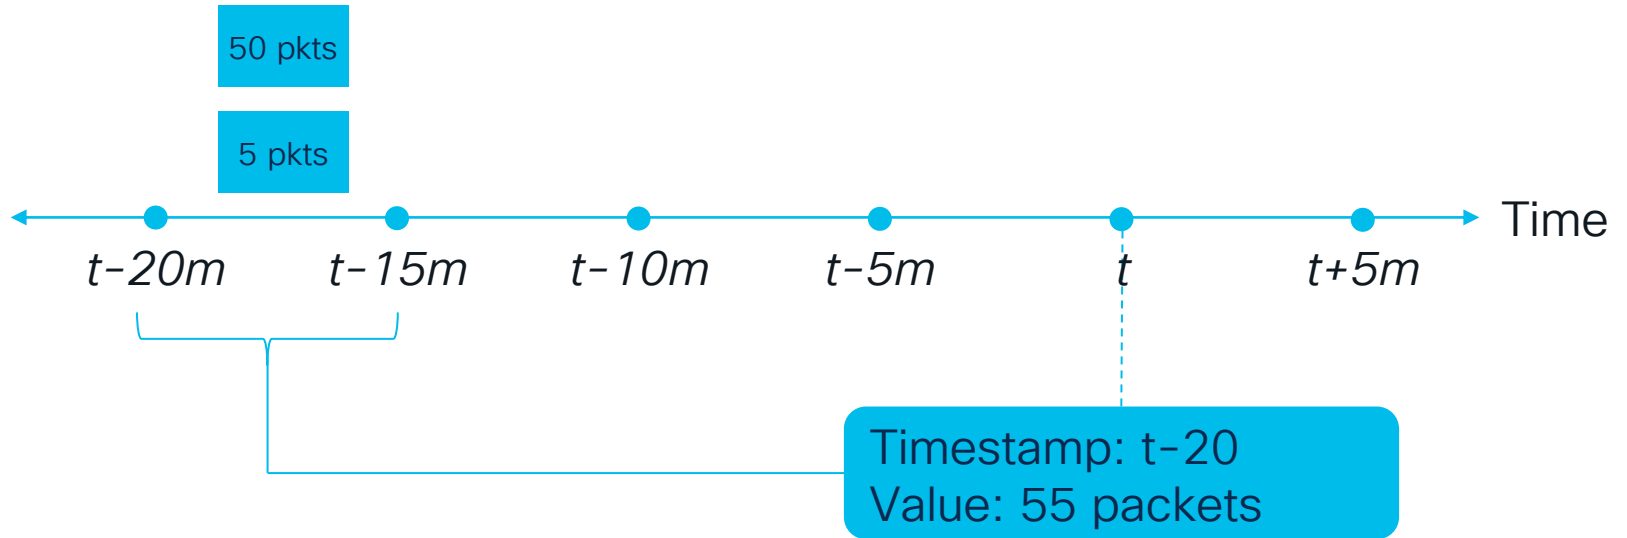 50 pkts
5 pkts
Time
t-20m
t-15m
t-10m
t-5m
t
t+5m
Timestamp: t-20
Value: 55 packets